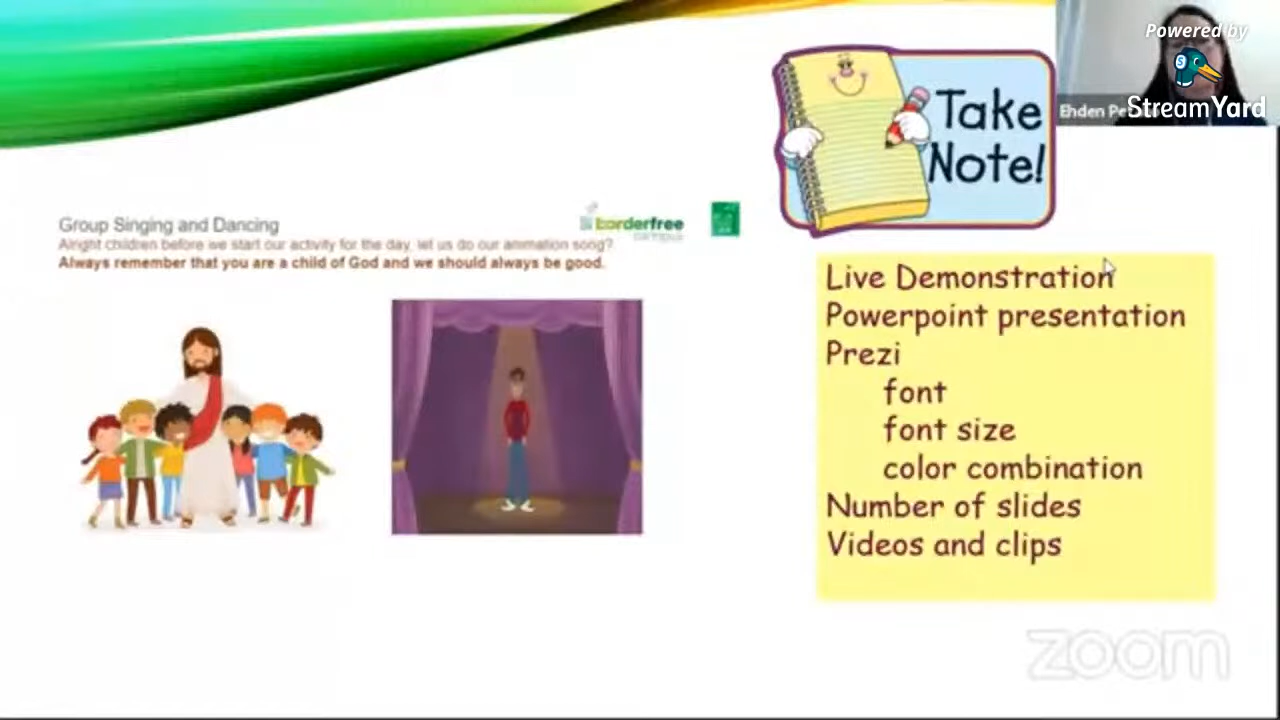 Powered by
StreamYard
Ehden Pe
Take
Note!
Group Singing and Dancing
borderfree
campus
Alright children before we start our activity for the day, let us do our animation song?
Always remember that you are a child of God and we should always be good.
Live Demonstration
Powerpoint presentation
Prezi
font
font size
color combination
Number of slides
Videos and clips
zoom